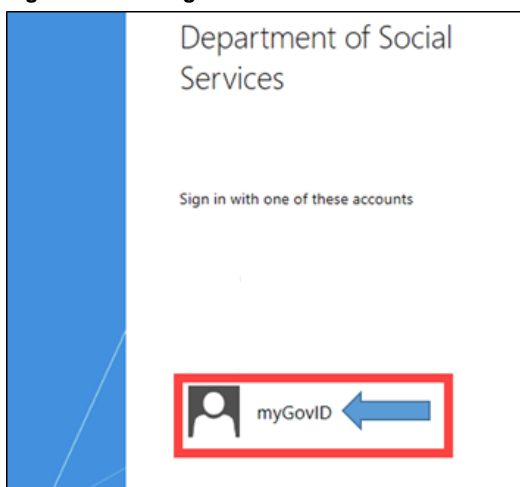 Department of Social
Services
Sign in with one of these accounts
myGovID